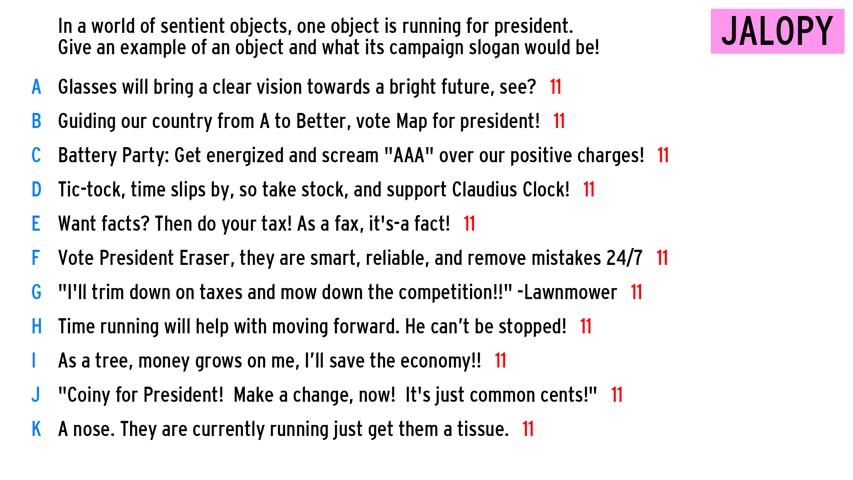 In a world of sentient objects, one object is running for president.
Give an example of an object and what its campaign slogan would be!
JALOPY
A Glasses will bring a clear vision towards a bright future, see? 11
B Guiding our country from A to Better, vote Map for president! 11
C Battery Party: Get energized and scream "AAA" over our positive charges! 11
D Tic-tock, time slips by, so take stock, and support Claudius Clock! 11
E Want facts? Then do your tax! As a fax, it's-a fact! 11
F Vote President Eraser, they are smart, reliable, and remove mistakes 24/7 11
G "I'll trim down on taxes and mow down the competition!!" -Lawnmower 11
H Time running will help with moving forward. He can’t be stopped! 11
I As a tree, money grows on me, I’ll save the economy!! 11
J "Coiny for President! Make a change, now! It's just common cents!" 11
K A nose. They are currently running just get them a tissue. 11